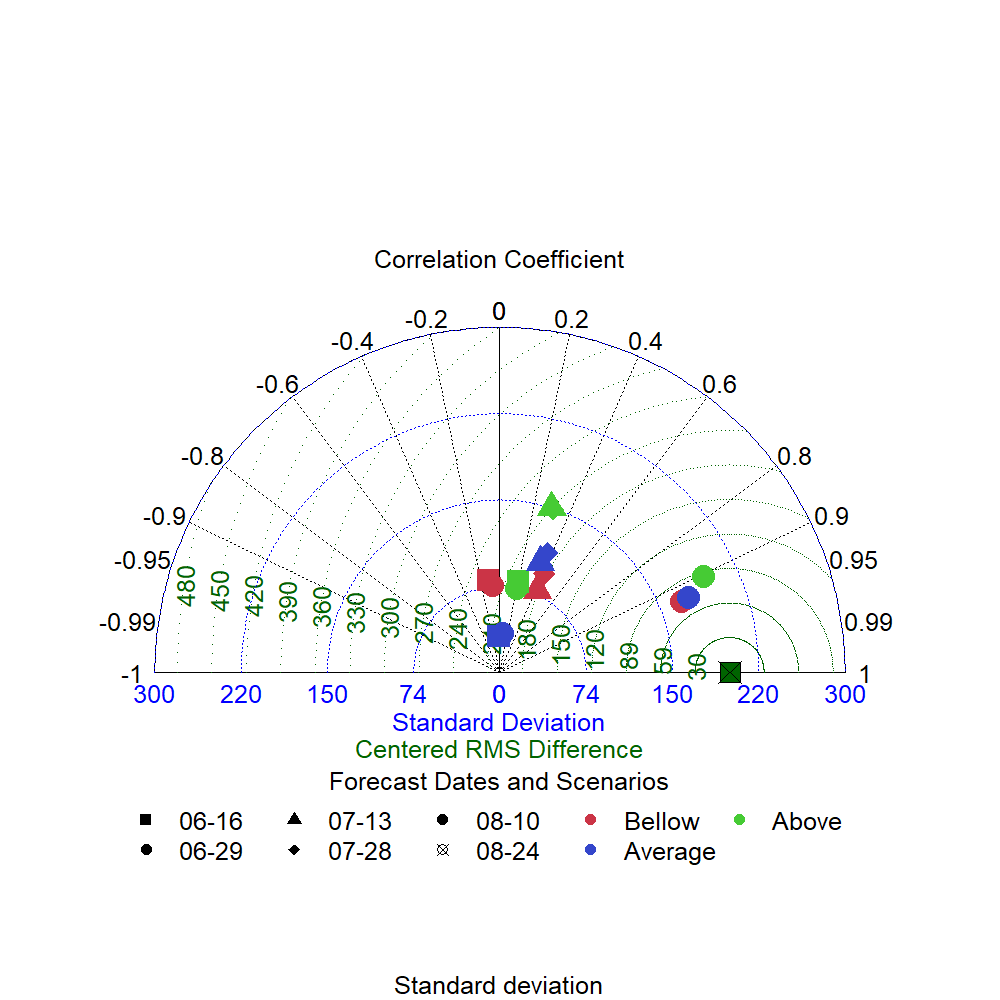 Correlation Coefficient
0
-0.2 0.2
-0.4 0.4
-0.6 0.6
-0.8 0.8
-0.9 0.9
-0.95 0.95
480 450 420 390 360 330 300 270 240 210 180 150 120 89 59 30
-0.99 0.99
-1 1
300 220 150 74 0 74 150 220 300
Standard Deviation
Centered RMS Difference
Forecast Dates and Scenarios
06-16 07-13 08-10 Bellow Above
06-29 07-28 08-24 Average
Standard deviation